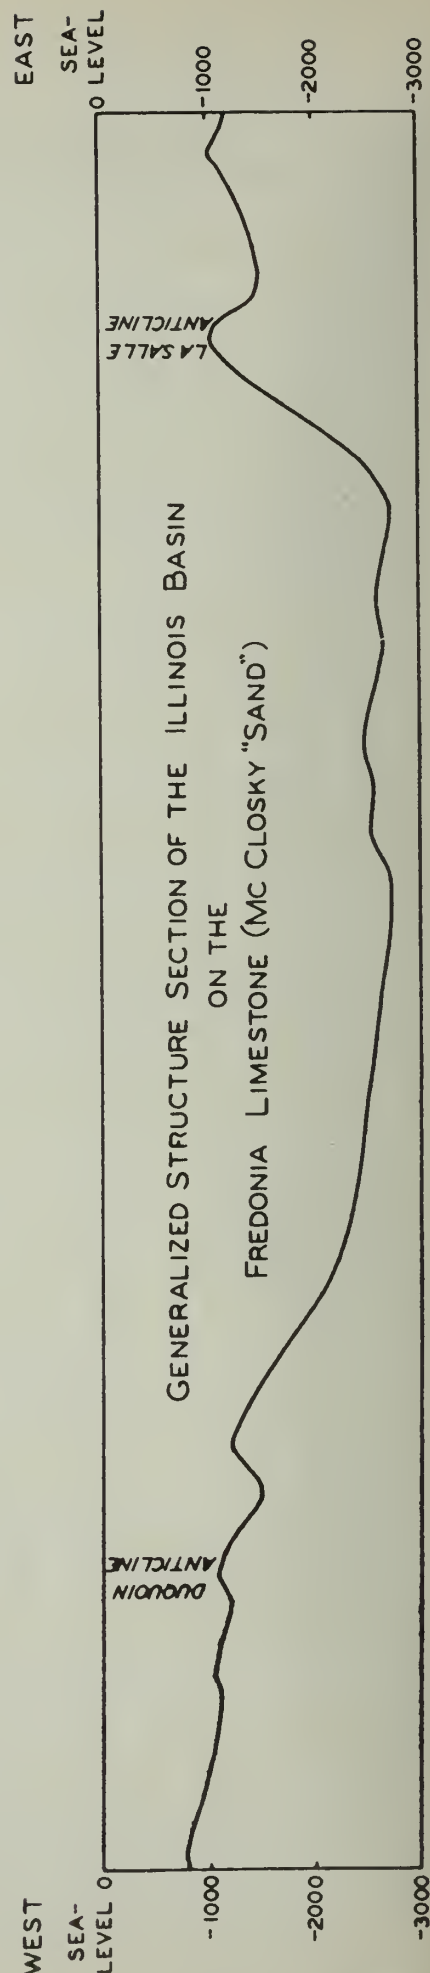 WEST
EAST
SEA-
LEVEL
SEA-
LEVEL
0
0
-1000
-1000
-2000
-2000
-3000
-3000
DUQUOIN
ANTICLINE
LA SALLE
ANTICLINE
GENERALIZED STRUCTURE SECTION OF THE ILLINOIS BASIN
ON THE
FREDONIA LIMESTONE (MC CLOSKY "SAND")